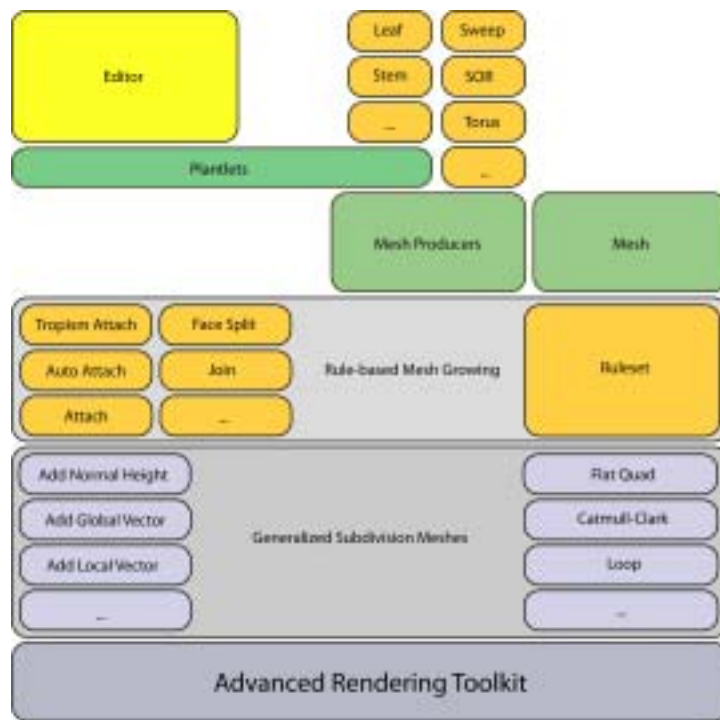 Editor
Leaf
Sweep
Stem
SOR
...
Torus
Plantlets
...
Mesh Producers
Mesh
Tropism Attach
Face Split
Auto Attach
Join
Rule-based Mesh Growing
Ruleset
Attach
...
Add Normal Height
Flat Quad
Add Global Vector
Catmull-Clark
Generalized Subdivision Meshes
Add Local Vector
Loop
...
...
Advanced Rendering Toolkit